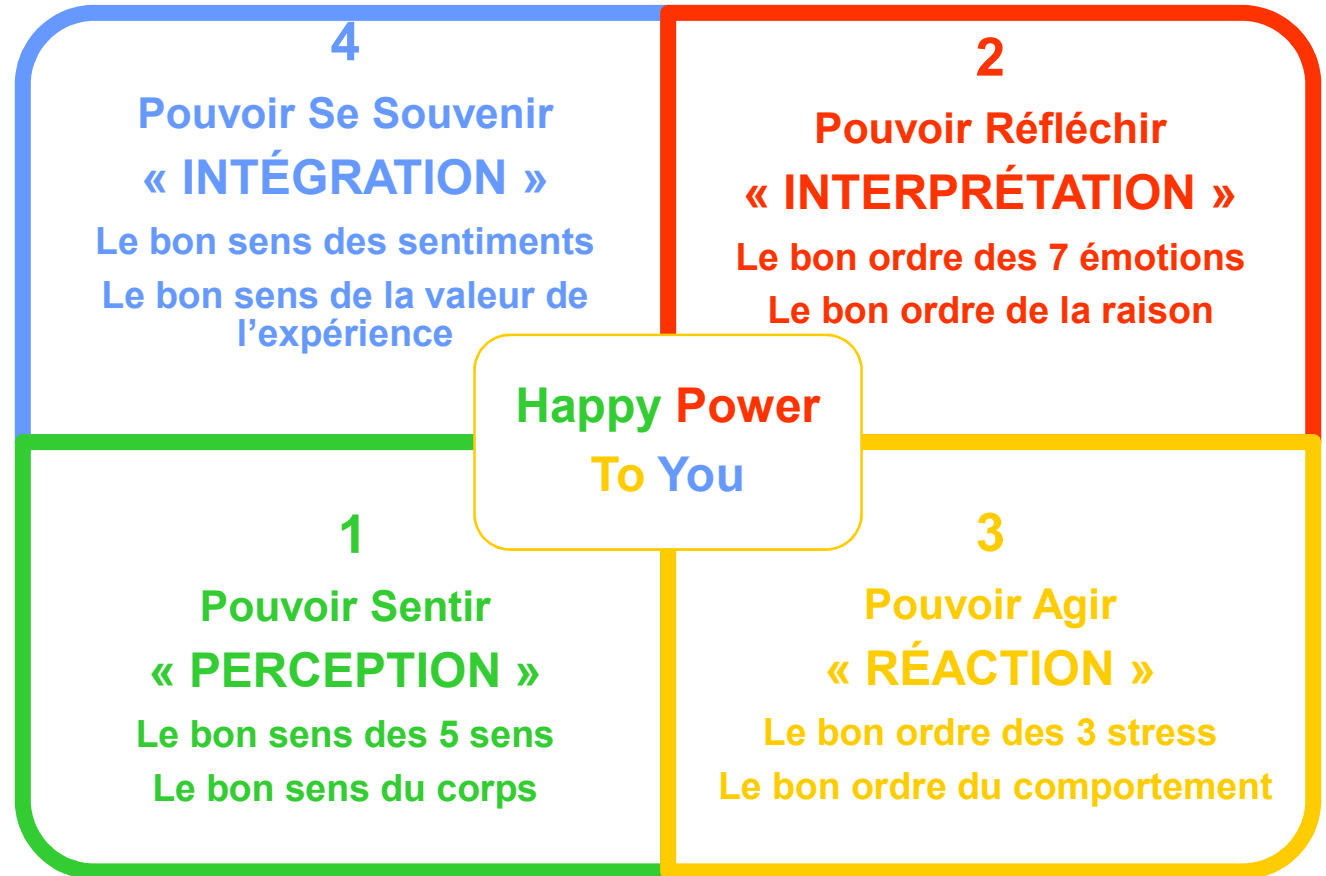 4
Pouvoir Se Souvenir
« INTÉGRATION »
Le bon sens des sentiments
Le bon sens de la valeur de
l’expérience
2
Pouvoir Réfléchir
« INTERPRÉTATION »
Le bon ordre des 7 émotions
Le bon ordre de la raison
Happy Power
To You
1
Pouvoir Sentir
« PERCEPTION »
Le bon sens des 5 sens
Le bon sens du corps
3
Pouvoir Agir
« RÉACTION »
Le bon ordre des 3 stress
Le bon ordre du comportement